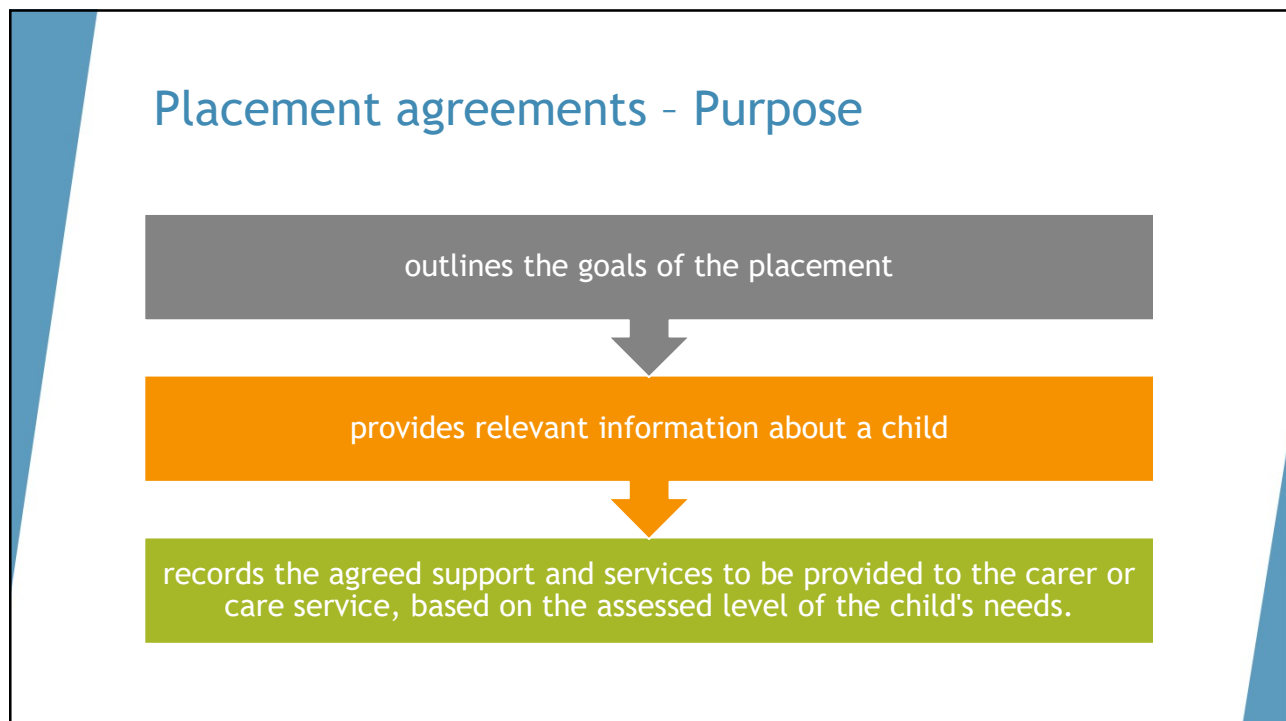 Placement agreements – Purpose
outlines the goals of the placement
provides relevant information about a child
records the agreed support and services to be provided to the carer or
care service, based on the assessed level of the child's needs.